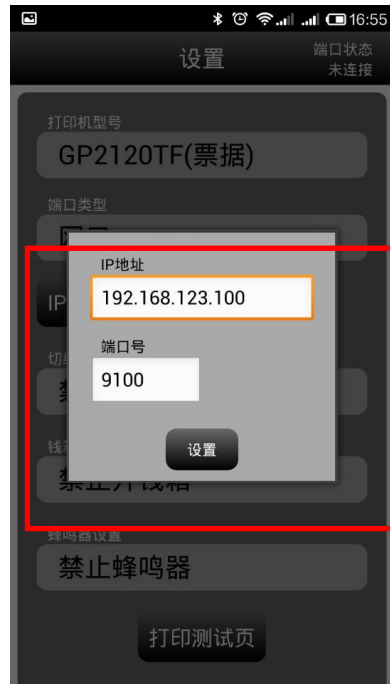 16:55
设置
端口状态
未连接
打印机型号
GP2120TF(票据)
端口类型
IP地址
192.168.123.100
IP
端口号
9100
切
设置
钱
禁止开钱箱
蜂鸣器设置
禁止蜂鸣器
打印测试页